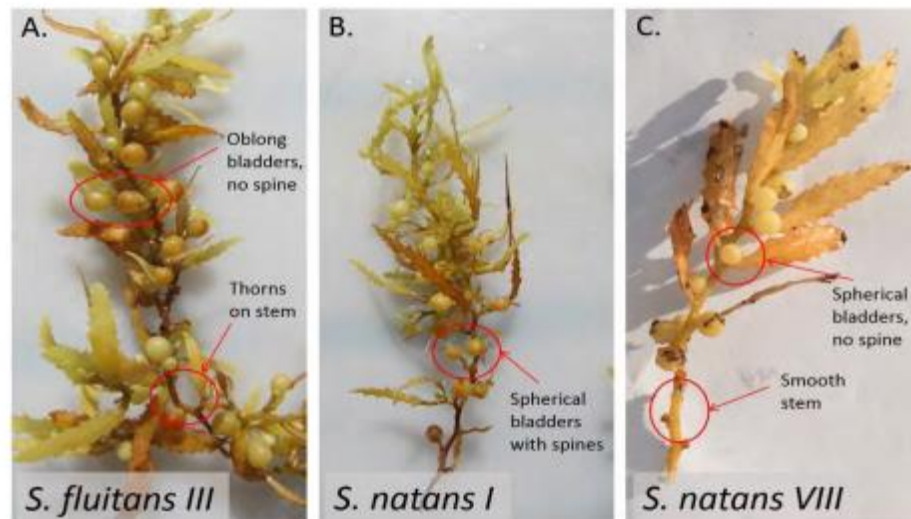 A.
Oblong
bladders,
no spine
Thorns
on stem
S. fluitans III
B.
Spherical
bladders
with spines
S. natans I
C.
Spherical
bladders,
no spine
Smooth
stem
S. natans VIII